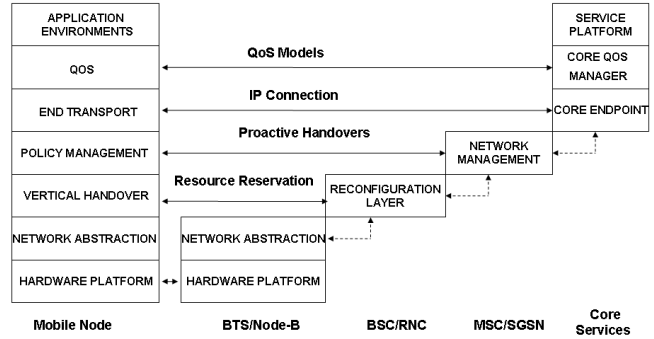 APPLICATION
ENVIRONMENTS
SERVICE
PLATFORM
QoS Models
QOS
CORE QOS
MANAGER
IP Connection
END TRANSPORT
CORE ENDPOINT
Proactive Handovers
POLICY MANAGEMENT
NETWORK
MANAGEMENT
Resource Reservation
VERTICAL HANDOVER
RECONFIGURATION
LAYER
NETWORK ABSTRACTION
NETWORK ABSTRACTION
HARDWARE PLATFORM
HARDWARE PLATFORM
Mobile Node
BTS/Node-B
BSC/RNC
MSC/SGSN
Core
Services